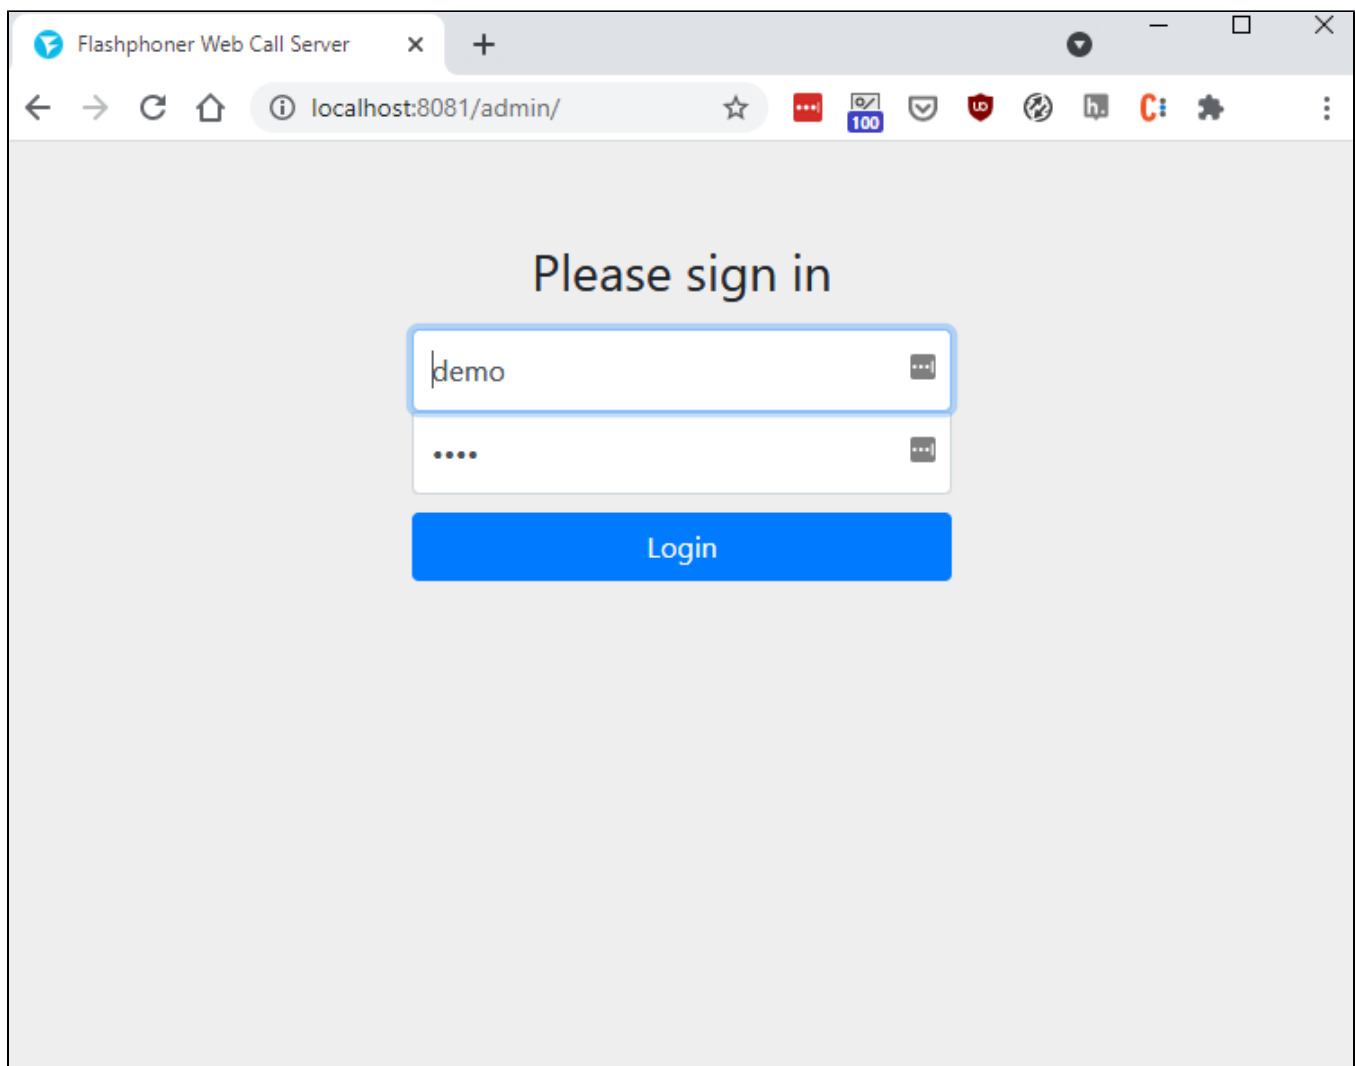 Flashphoner Web Call Server
localhost:8081/admin/
100
Please sign in
demo
••••
Login